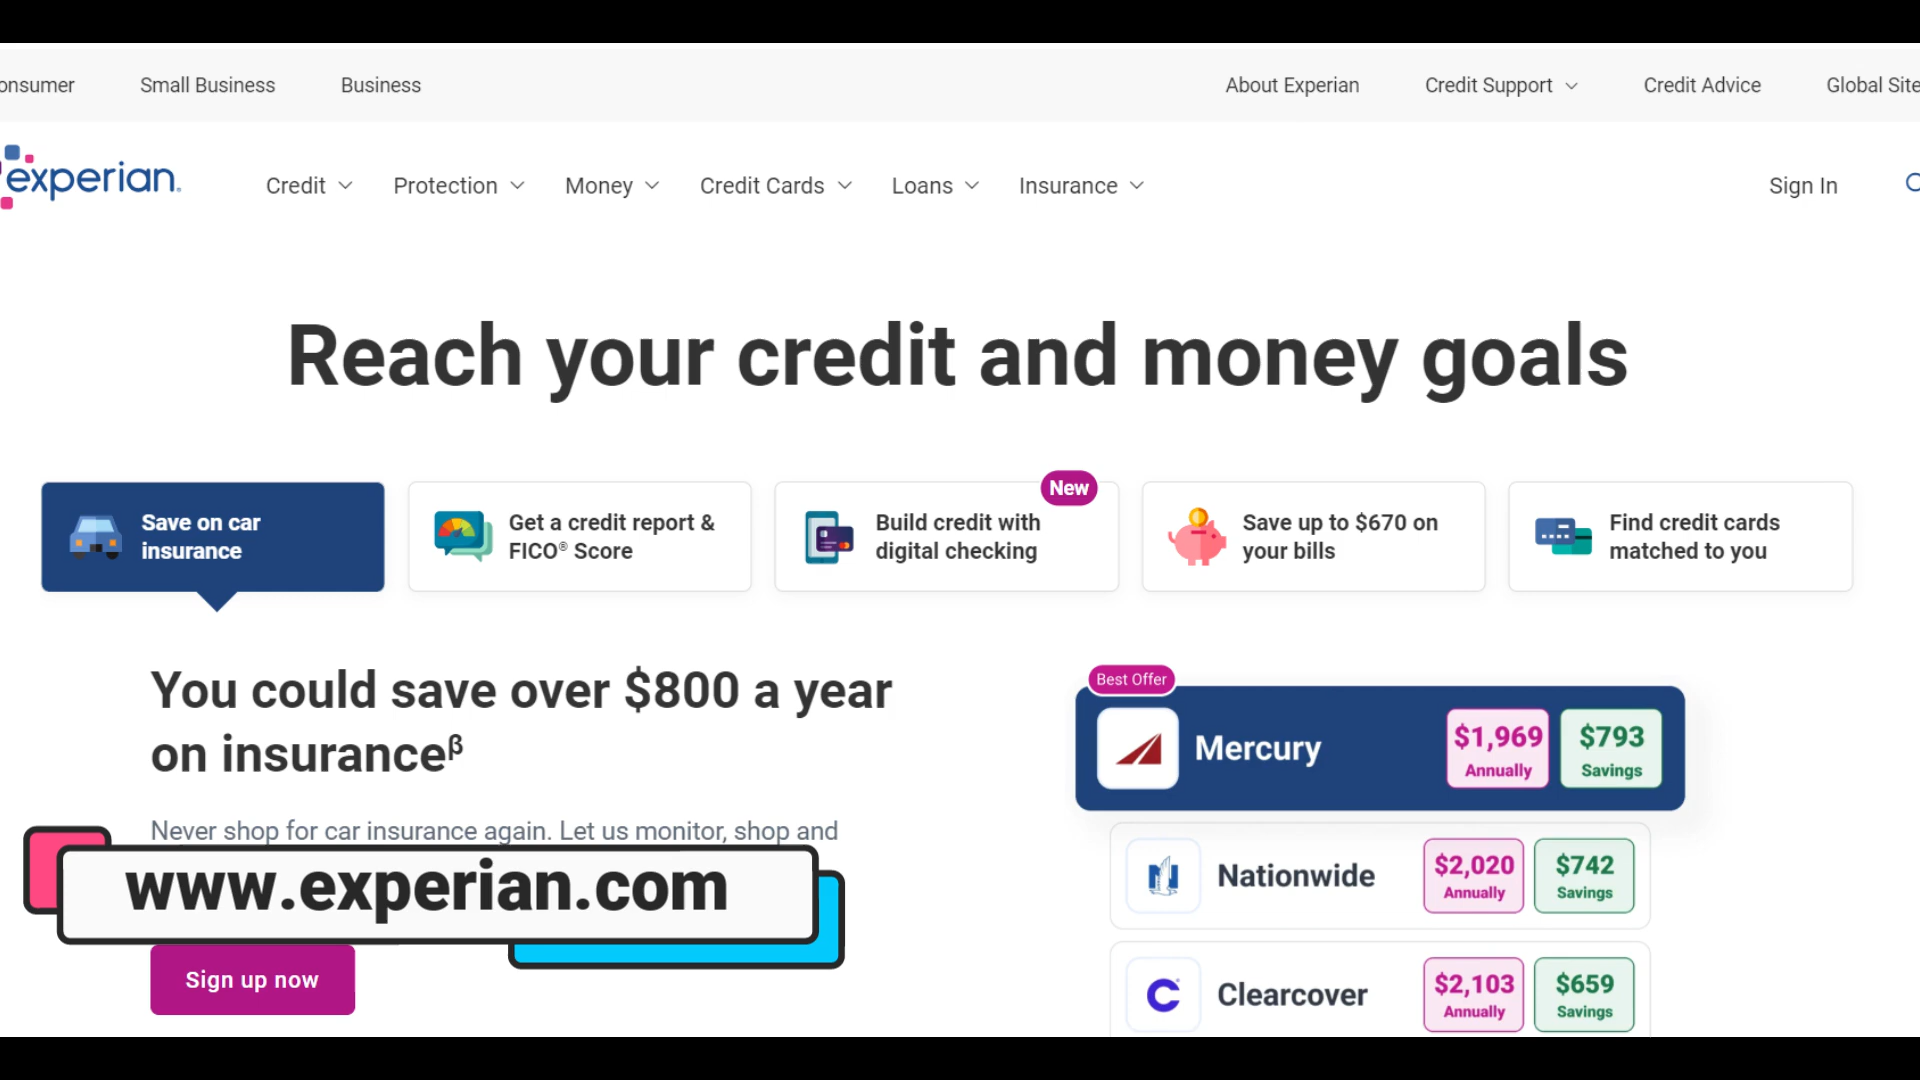 onsumer Small Business Business About Experian Credit Support Credit Advice Global Site
experian. Credit Protection Money Credit Cards Loans Insurance Sign In
Reach your credit and money goals
Save on car
insurance
Get a credit report &
FICO® Score
New
Build credit with
digital checking
Save up to $670 on
your bills
Find credit cards
matched to you
You could save over $800 a year
on insuranceᵝ
Never shop for car insurance again. Let us monitor, shop and
www.experian.com
Sign up now
Best Offer
Mercury
$1,969
Annually
$793
Savings
Nationwide
$2,020
Annually
$742
Savings
Clearcover
$2,103
Annually
$659
Savings